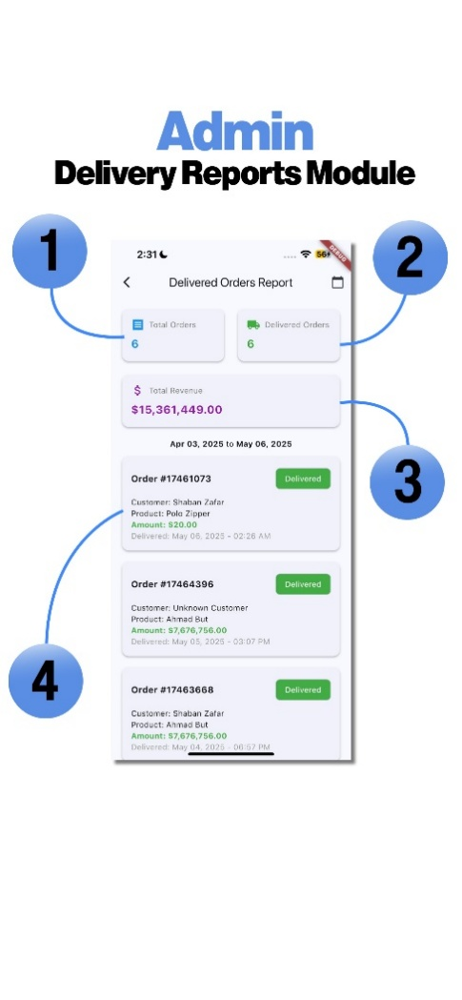 Admin
Delivery Reports Module
1
2
2:31
56
DEBUG
Delivered Orders Report
Total Orders
6
Delivered Orders
6
Total Revenue
$15,361,449.00
3
Apr 03, 2025 to May 06, 2025
Order #17461073
Delivered
Customer: Shaban Zafar
Product: Polo Zipper
Amount: $20.00
Delivered: May 06, 2025 - 02:26 AM
Order #17464396
Delivered
Customer: Unknown Customer
Product: Ahmad But
Amount: $7,676,756.00
Delivered: May 05, 2025 - 03:07 PM
4
Order #17463668
Delivered
Customer: Shaban Zafar
Product: Ahmad But
Amount: $7,676,756.00
Delivered: May 04, 2025 - 06:57 PM